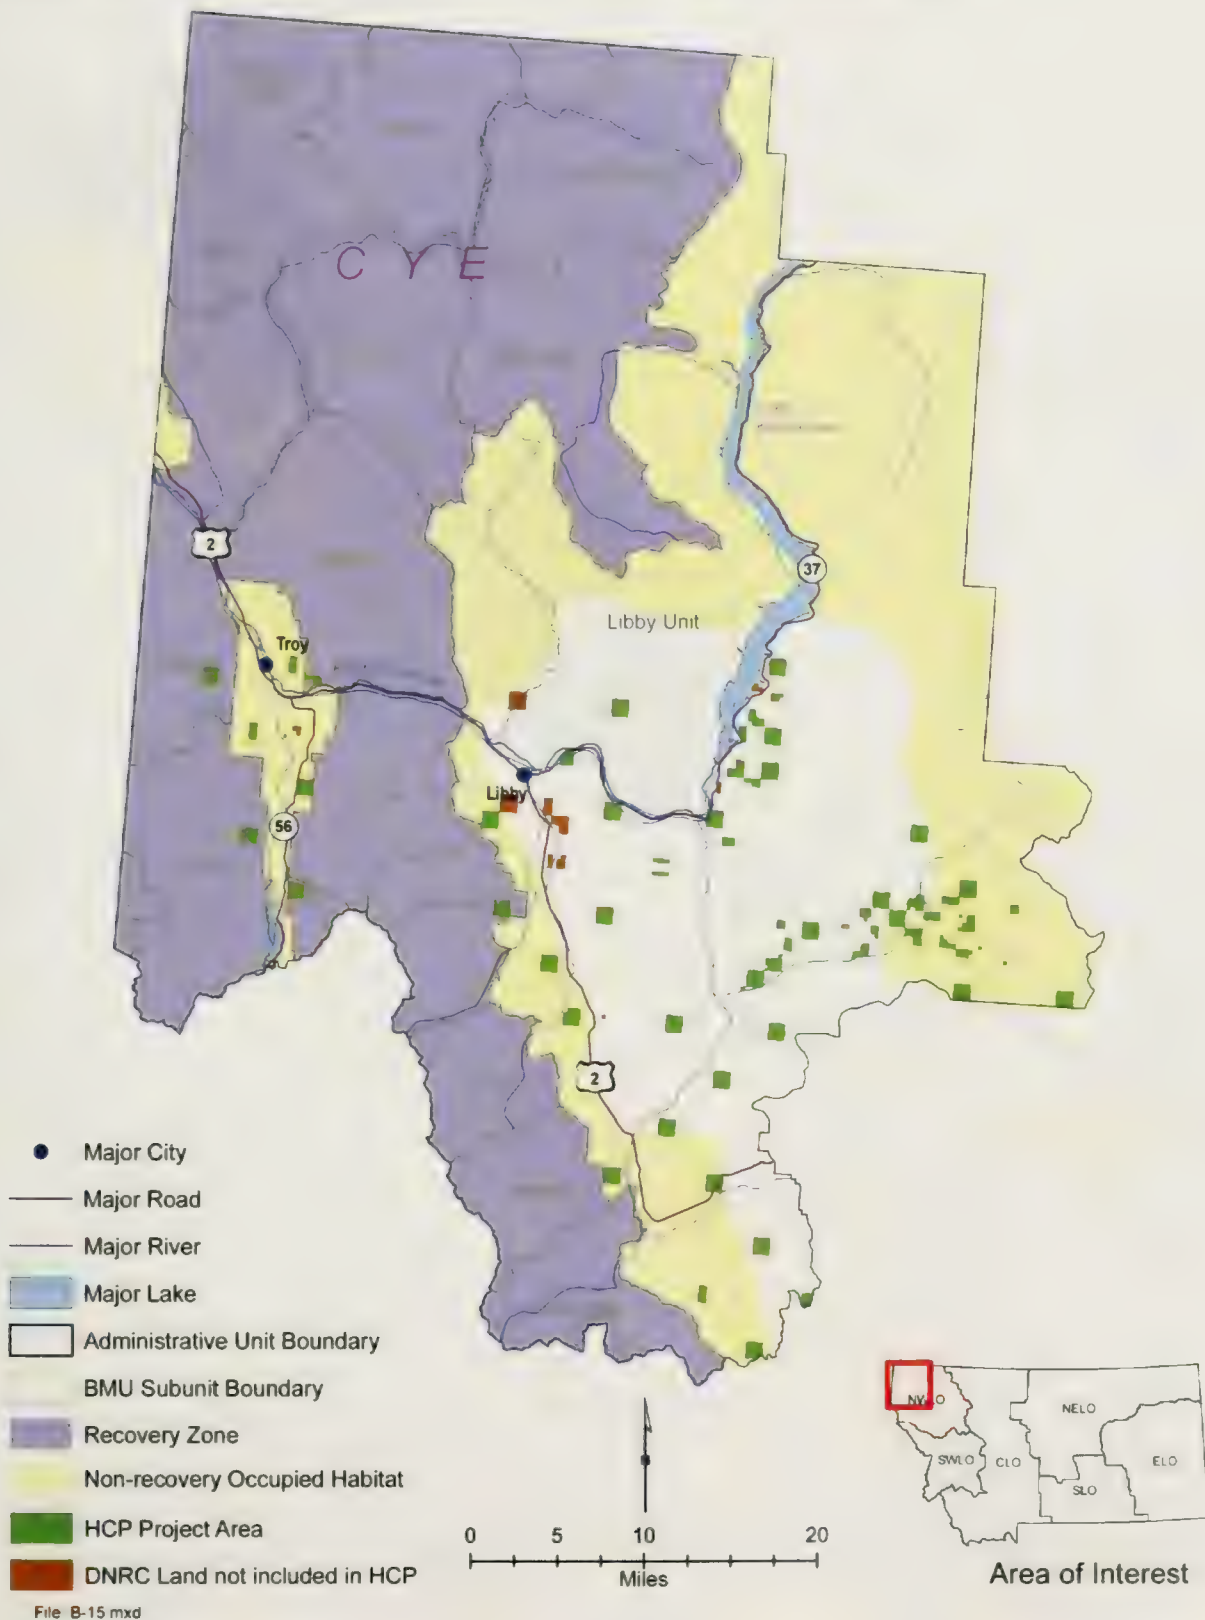 C Y E
2
37
Libby Unit
Troy
Libby
56
2
Major City
Major Road
Major River
Major Lake
Administrative Unit Boundary
BMU Subunit Boundary
Recovery Zone
Non-recovery Occupied Habitat
HCP Project Area
DNRC Land not included in HCP
File B-15 mxd
0 5 10 20
Miles
NWLO
NELO
SWLO
CLO
ELO
SLO
Area of Interest